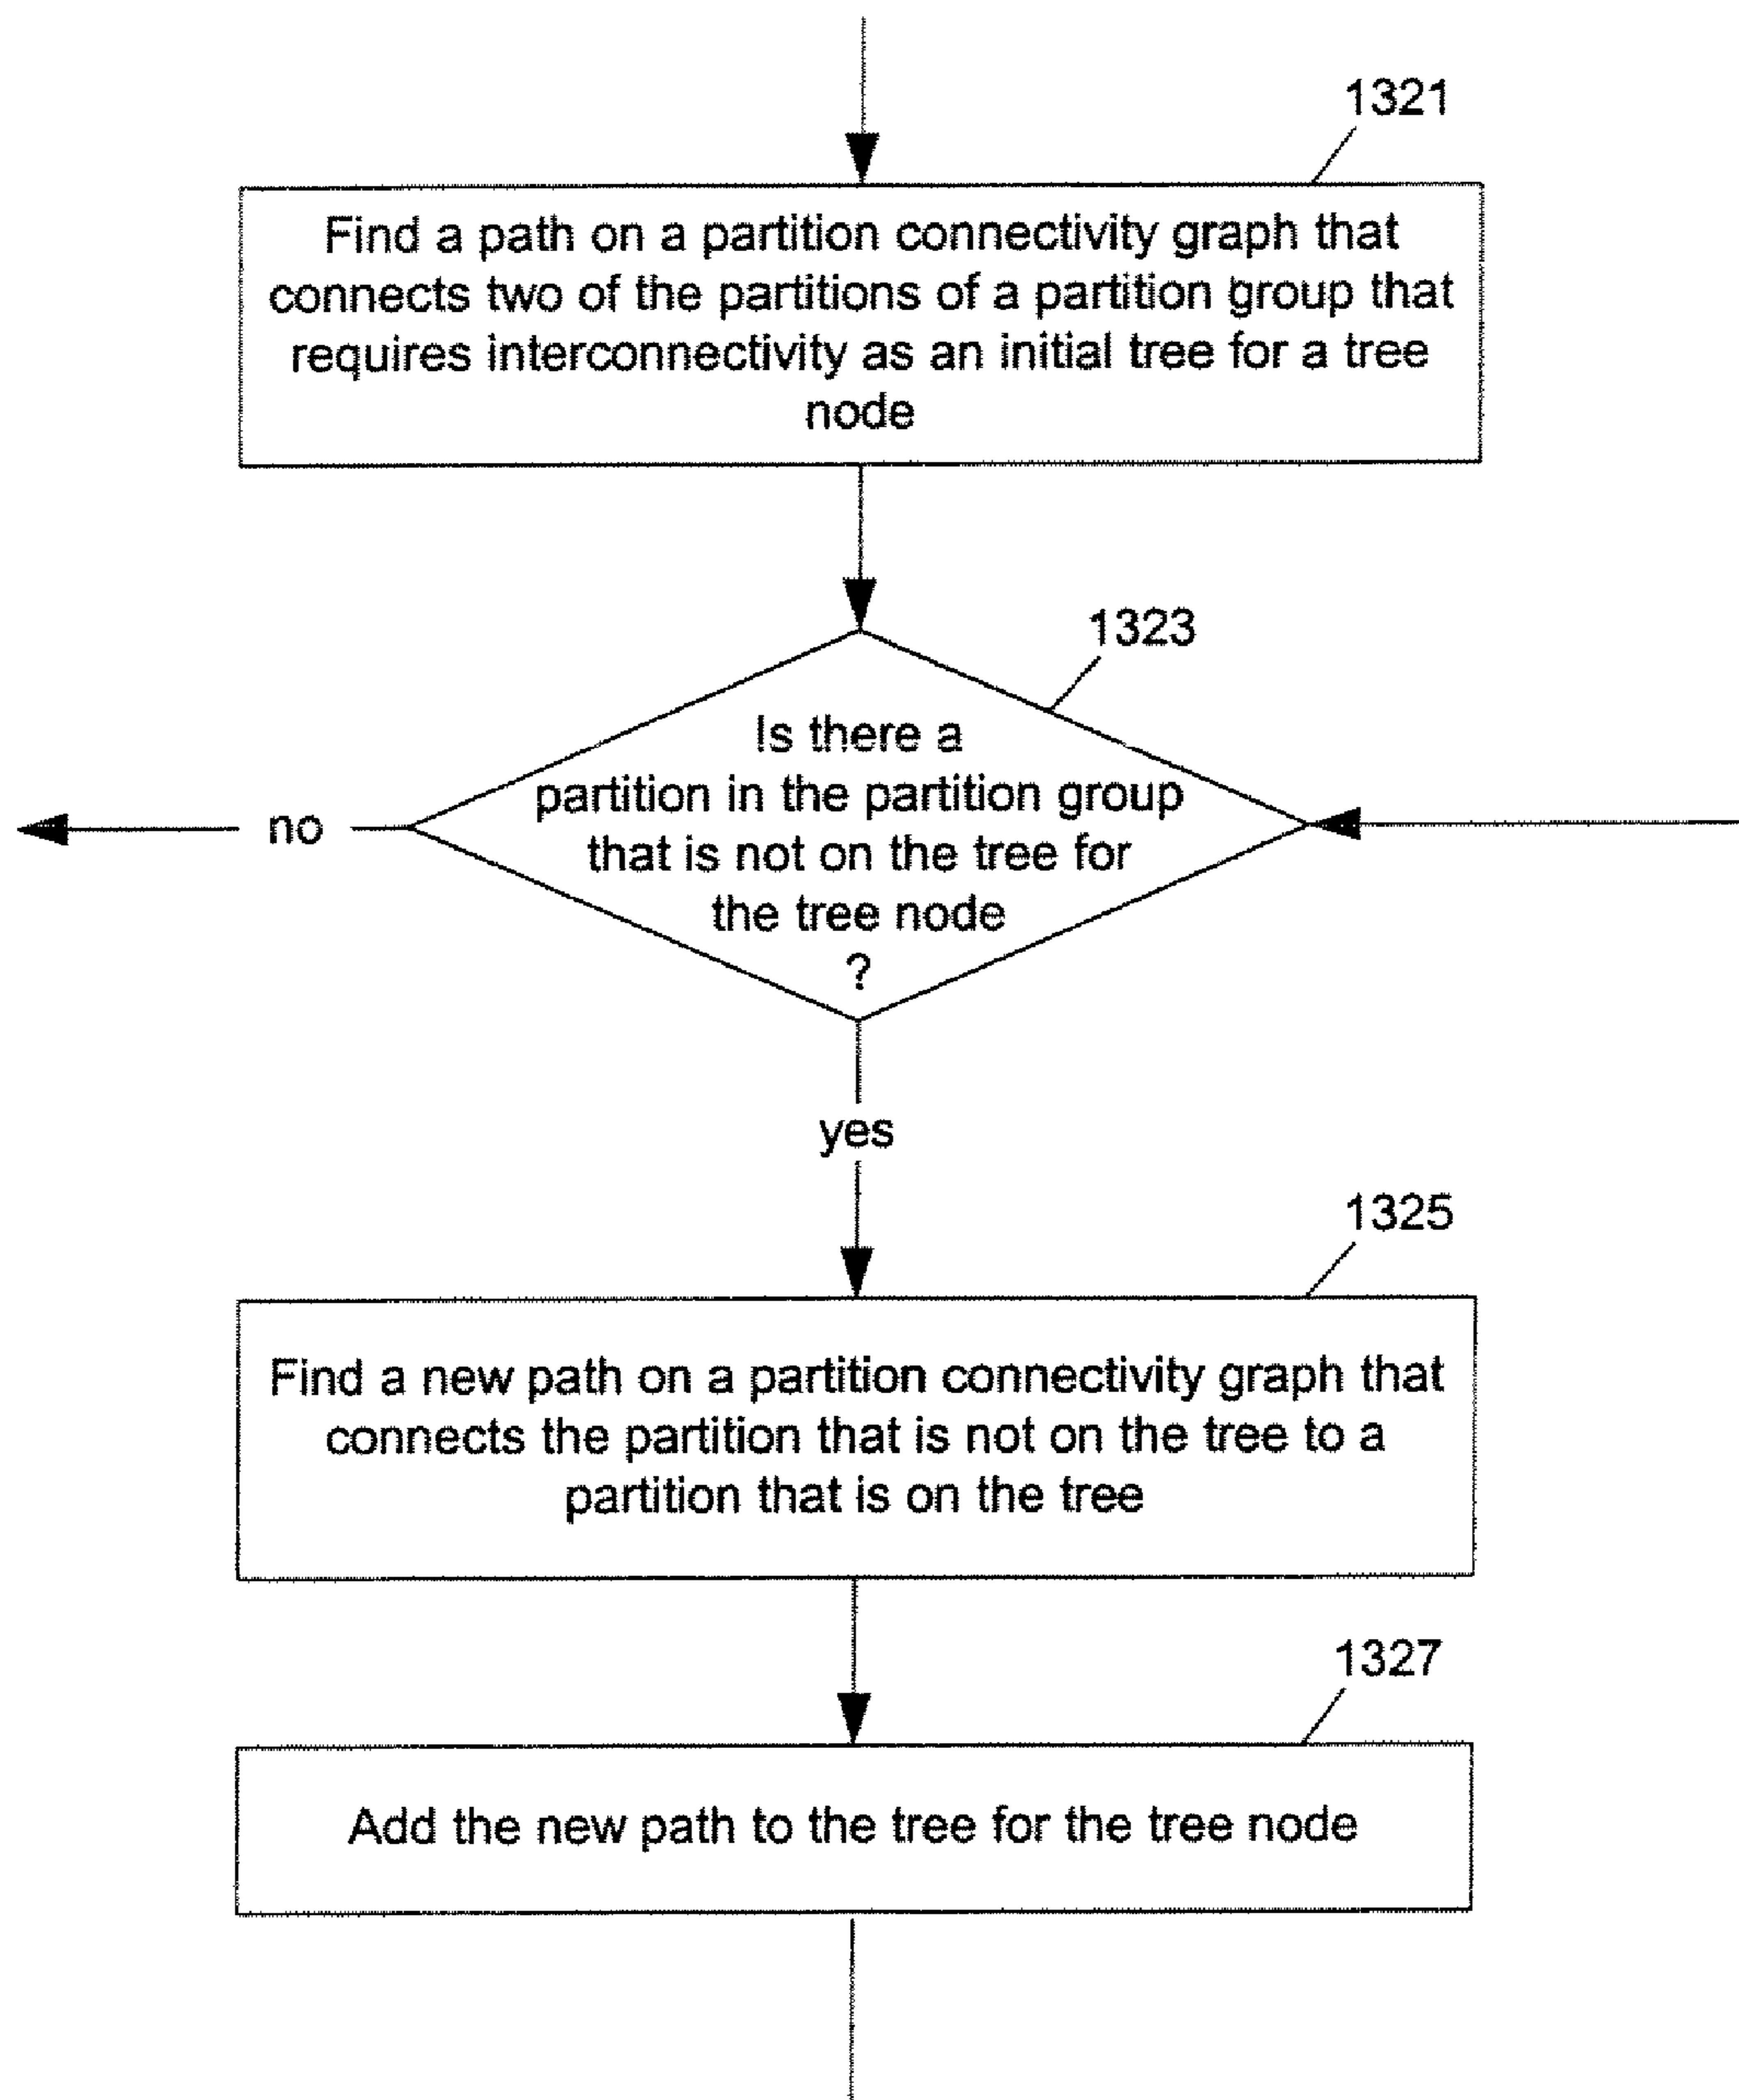 1321
Find a path on a partition connectivity graph that
connects two of the partitions of a partition group that
requires interconnectivity as an initial tree for a tree
node
1323
Is there a
partition in the partition group
that is not on the tree for
the tree node
?
no
yes
1325
Find a new path on a partition connectivity graph that
connects the partition that is not on the tree to a
partition that is on the tree
1327
Add the new path to the tree for the tree node